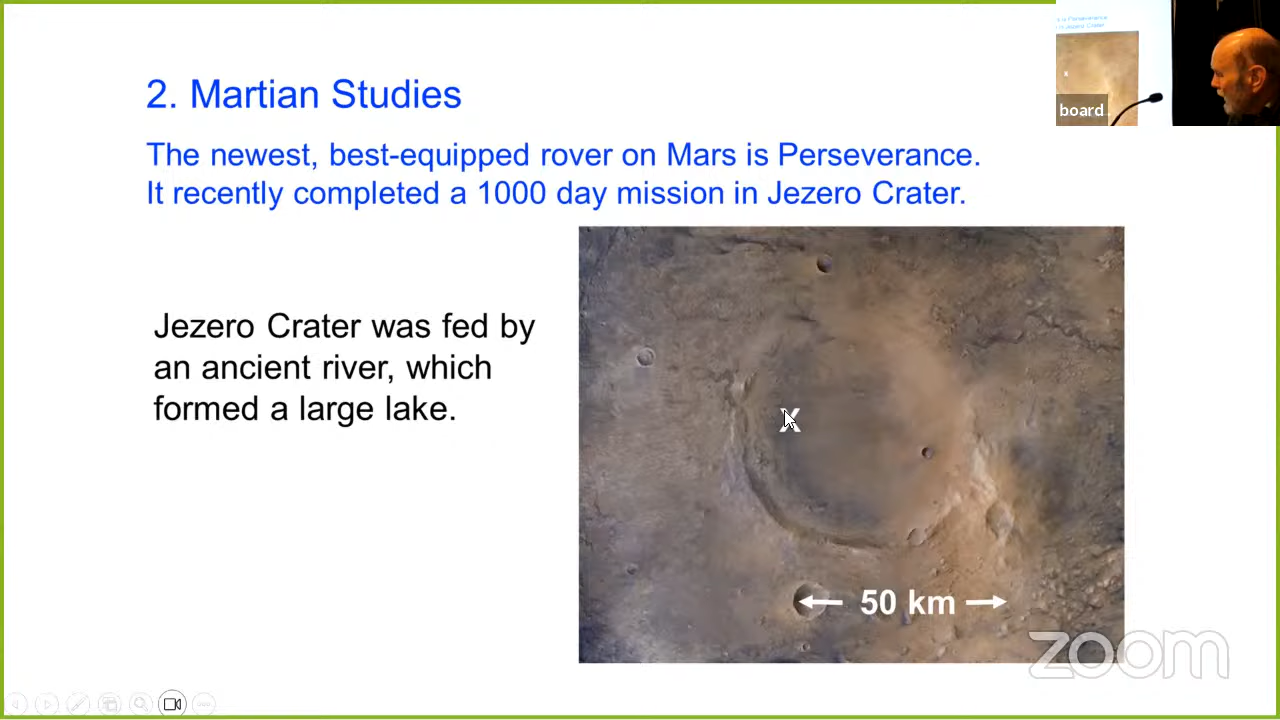 2. Martian Studies
The newest, best-equipped rover on Mars is Perseverance.
It recently completed a 1000 day mission in Jezero Crater.
Jezero Crater was fed by
an ancient river, which
formed a large lake.
X
50 km
board
zoom